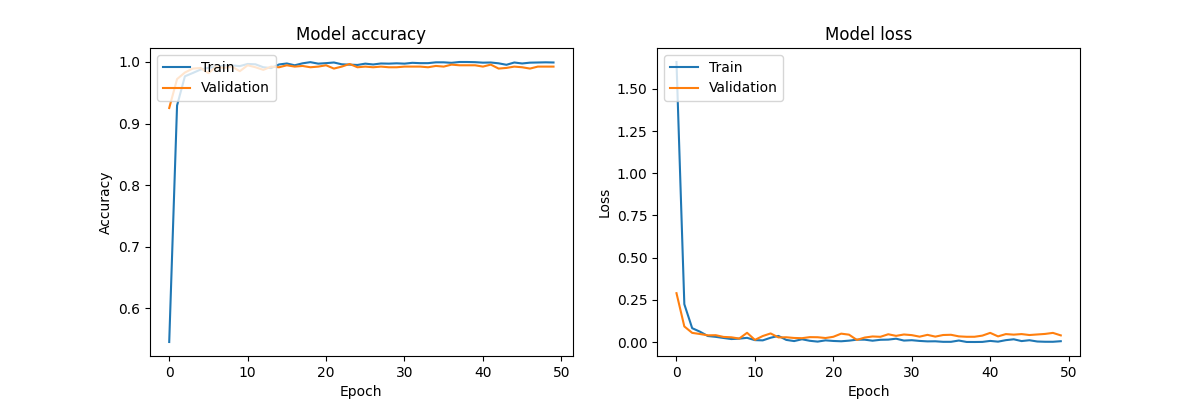 Model accuracy
Train
Validation
1.0
0.9
0.8
0.7
0.6
Accuracy
0
10
20
30
40
50
Epoch
Model loss
Train
Validation
1.50
1.25
1.00
0.75
0.50
0.25
0.00
Loss
0
10
20
30
40
50
Epoch